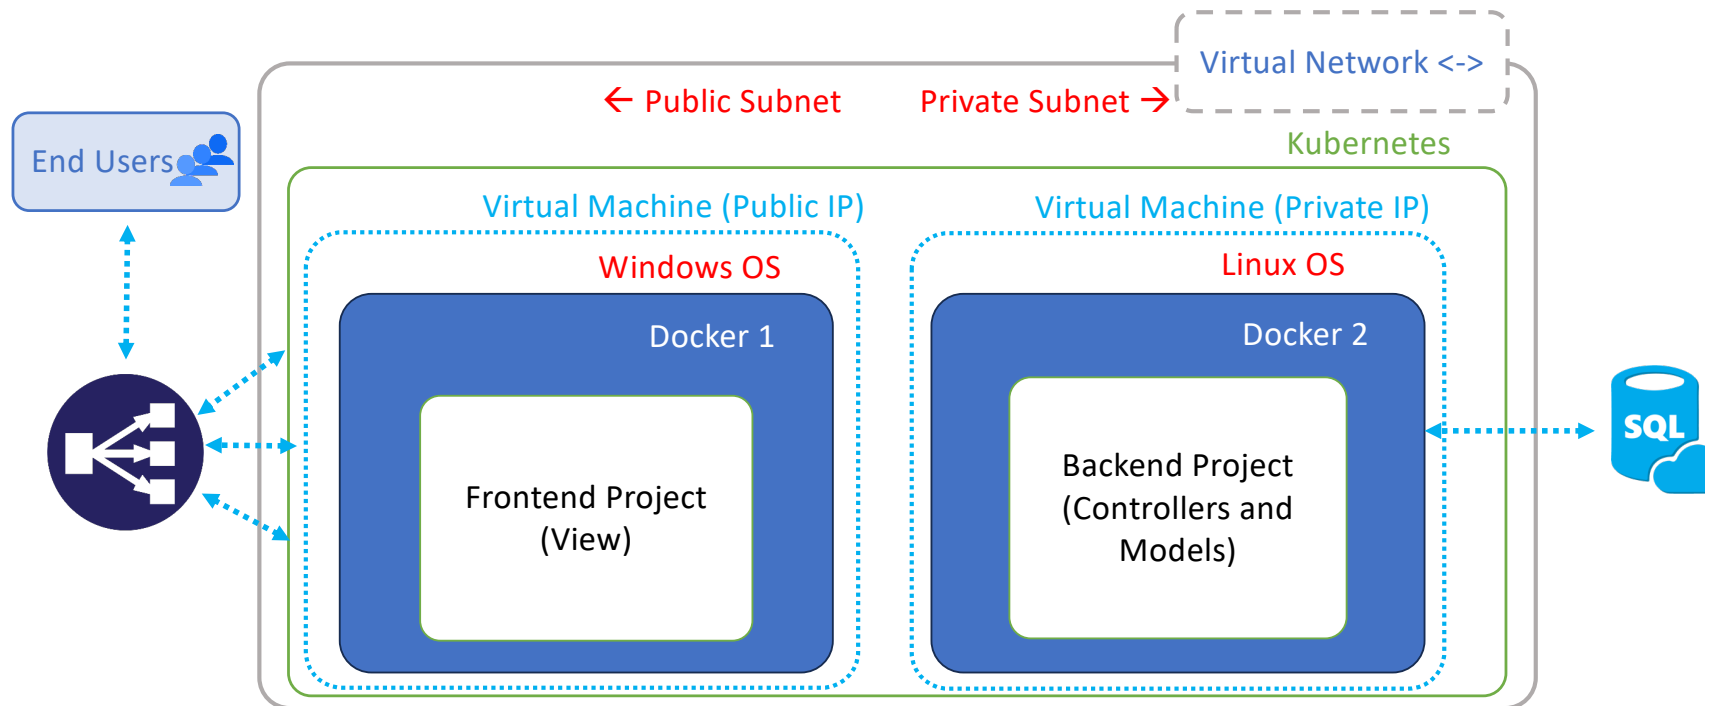 Virtual Network <->
← Public Subnet
Private Subnet →
Kubernetes
End Users
Virtual Machine (Public IP)
Virtual Machine (Private IP)
Windows OS
Linux OS
Docker 1
Docker 2
Frontend Project
(View)
Backend Project
(Controllers and
Models)
SQL